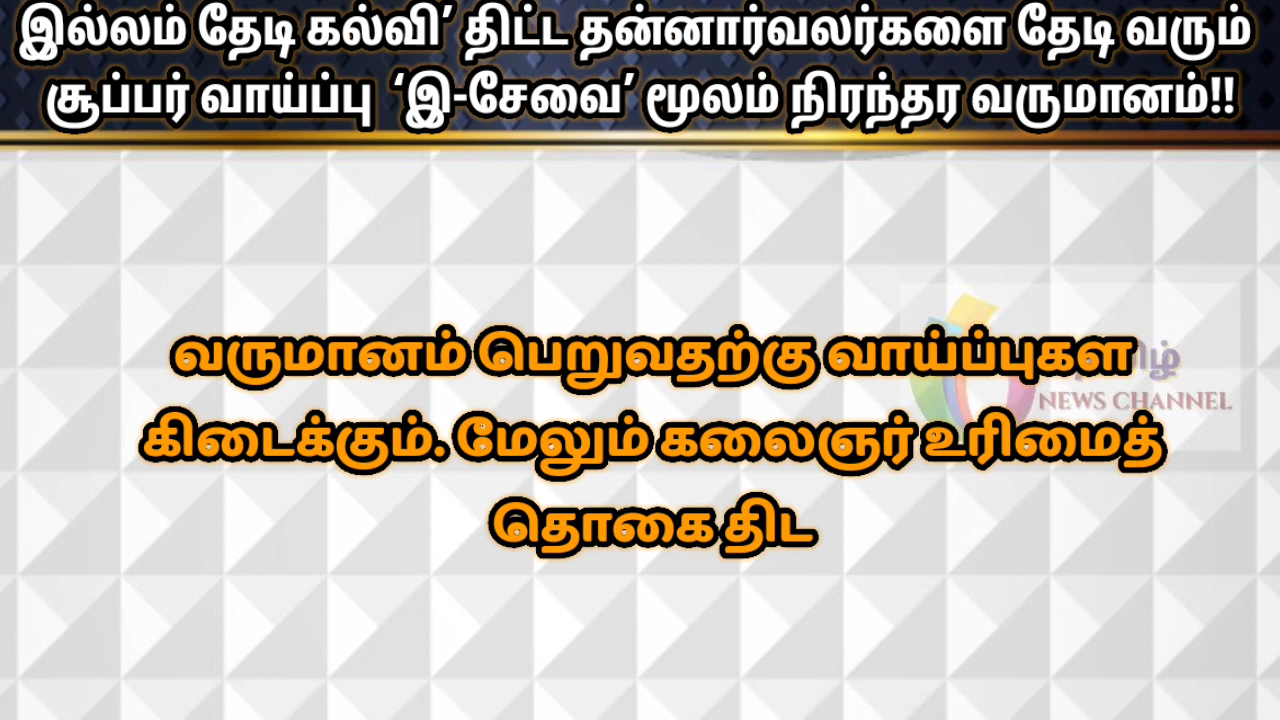 இல்லம் தேடி கல்வி’ திட்ட தன்னார்வலர்களை தேடி வரும்
சூப்பர் வாய்ப்பு ‘இ-சேவை’ மூலம் நிரந்தர வருமானம்!!
வருமானம் பெறுவதற்கு வாய்ப்புகள
கிடைக்கும். மேலும் கலைஞர் உரிமைத்
தொகை திட
NEWS CHANNEL